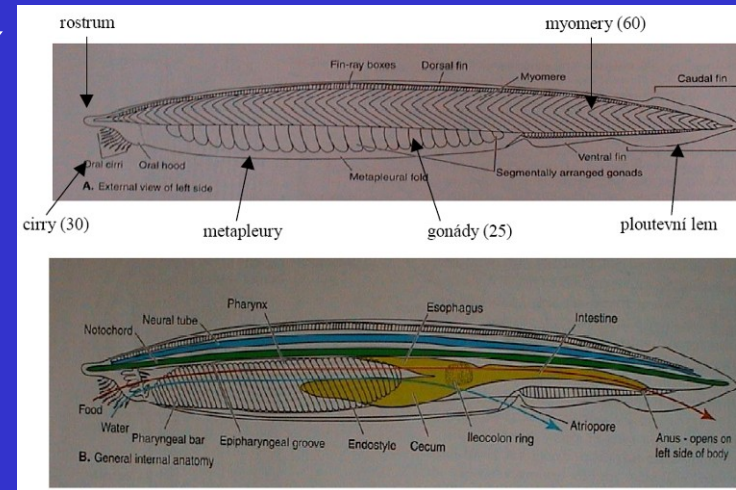 rostrum
myomery (60)
Fin-ray boxes
Dorsal fin
Myomere
Caudal fin
Oral cirri
Oral hood
Metapleural fold
Ventral fin
Segmentally arranged gonads
A. External view of left side
cirry (30)
metapleury
gonády (25)
ploutevní lem
Pharynx
Esophagus
Neural tube
Intestine
Notochord
Food
Water
Pharyngeal bar
Epipharyngeal groove
Endostyle
Cecum
Ileocolon ring
Atriopore
Anus - opens on
left side of body
B. General internal anatomy